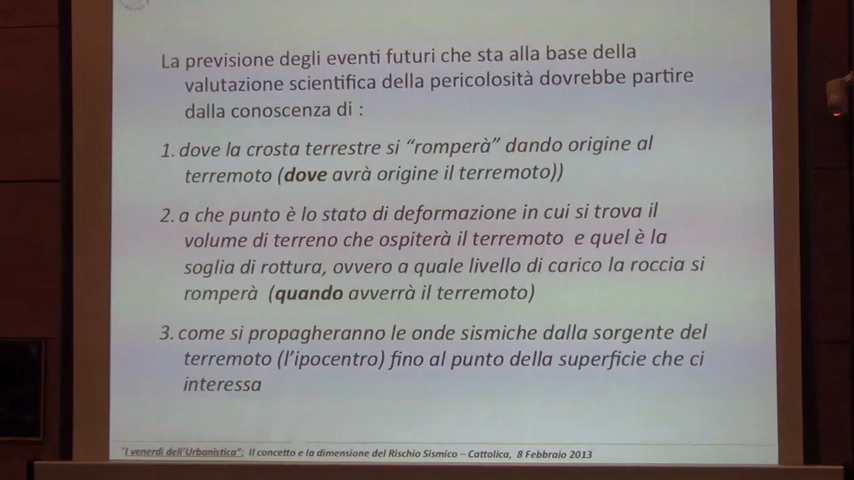 La previsione degli eventi futuri che sta alla base della
valutazione scientifica della pericolosità dovrebbe partire
dalla conoscenza di :
1. dove la crosta terrestre si “romperà” dando origine al
terremoto (dove avrà origine il terremoto))
2. a che punto è lo stato di deformazione in cui si trova il
volume di terreno che ospiterà il terremoto e quel è la
soglia di rottura, ovvero a quale livello di carico la roccia si
romperà (quando avverrà il terremoto)
3. come si propagheranno le onde sismiche dalla sorgente del
terremoto (l’ipocentro) fino al punto della superficie che ci
interessa
“I venerdì dell’Urbanistica”: Il concetto e la dimensione del Rischio Sismico – Cattolica, 8 Febbraio 2013